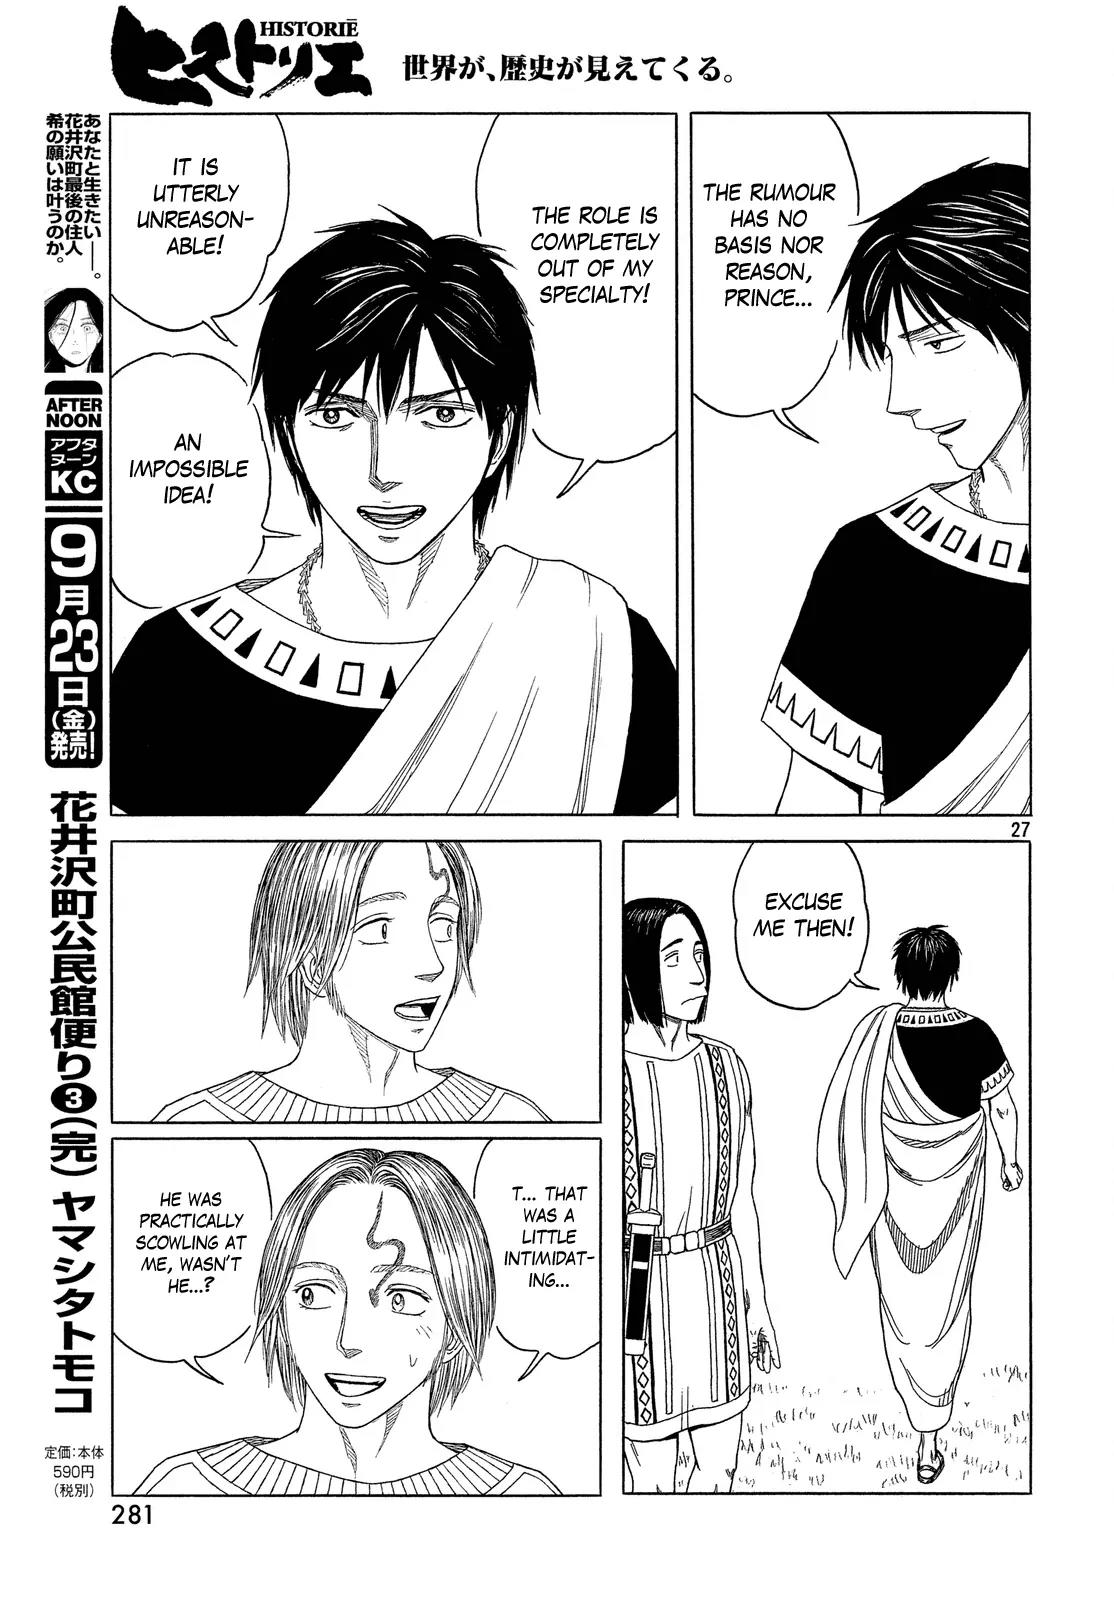 ヒストリエ
HISTORIĒ
世界が、歴史が見えてくる。
THE RUMOUR
HAS NO
BASIS NOR
REASON,
PRINCE...
THE ROLE IS
COMPLETELY
OUT OF MY
SPECIALTY!
IT IS
UTTERLY
UNREASON-
ABLE!
AN
IMPOSSIBLE
IDEA!
27
EXCUSE
ME THEN!
T... THAT
WAS A
LITTLE
INTIMIDAT-
ING...
HE WAS
PRACTICALLY
SCOWLING AT
ME, WASN'T
HE...?
あなたと生きたい――。
花井沢町最後の住人
希の願いは叶うのか。
AFTER
NOON
アフタ
ヌーン
KC
9月23日(金)発売!
花井沢町公民館便り❸(完) ヤマシタトモコ
定価:本体
590円
(税別)
281